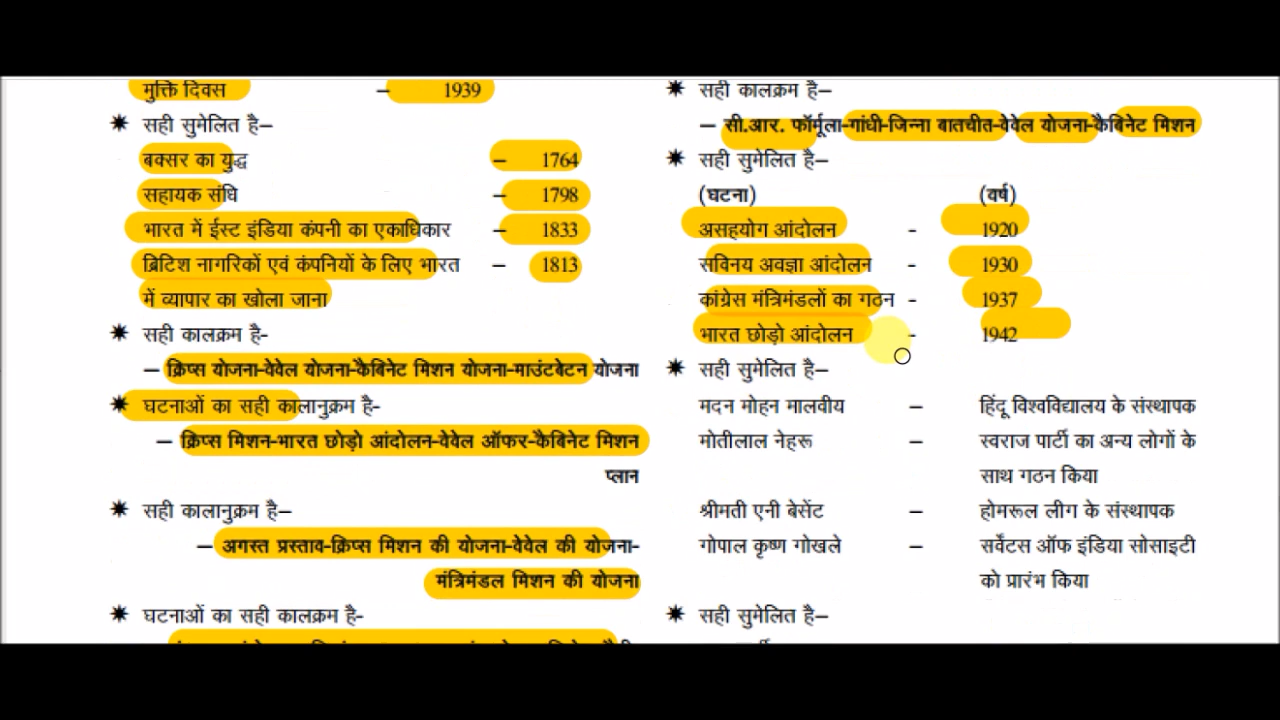 मुक्ति दिवस – 1939
✷ सही सुमेलित है–
बक्सर का युद्ध – 1764
सहायक संधि – 1798
भारत में ईस्ट इंडिया कंपनी का एकाधिकार – 1833
ब्रिटिश नागरिकों एवं कंपनियों के लिए भारत – 1813
में व्यापार का खोला जाना
✷ सही कालक्रम है-
– क्रिप्स योजना-वेवेल योजना-कैबिनेट मिशन योजना-माउंटबेटन योजना
✷ घटनाओं का सही कालानुक्रम है-
– क्रिप्स मिशन-भारत छोड़ो आंदोलन-वेवेल ऑफर-कैबिनेट मिशन
प्लान
✷ सही कालानुक्रम है–
– अगस्त प्रस्ताव-क्रिप्स मिशन की योजना-वेवेल की योजना-
मंत्रिमंडल मिशन की योजना
✷ घटनाओं का सही कालक्रम है-
✷ सही कालक्रम है–
– सी.आर. फॉर्मूला-गांधी-जिन्ना बातचीत-वेवेल योजना-कैबिनेट मिशन
✷ सही सुमेलित है–
(घटना) (वर्ष)
असहयोग आंदोलन - 1920
सविनय अवज्ञा आंदोलन - 1930
कांग्रेस मंत्रिमंडलों का गठन - 1937
भारत छोड़ो आंदोलन - 1942
✷ सही सुमेलित है–
मदन मोहन मालवीय – हिंदू विश्वविद्यालय के संस्थापक
मोतीलाल नेहरू – स्वराज पार्टी का अन्य लोगों के
साथ गठन किया
श्रीमती एनी बेसेंट – होमरूल लीग के संस्थापक
गोपाल कृष्ण गोखले – सर्वेंटस ऑफ इंडिया सोसाइटी
को प्रारंभ किया
✷ सही सुमेलित है–